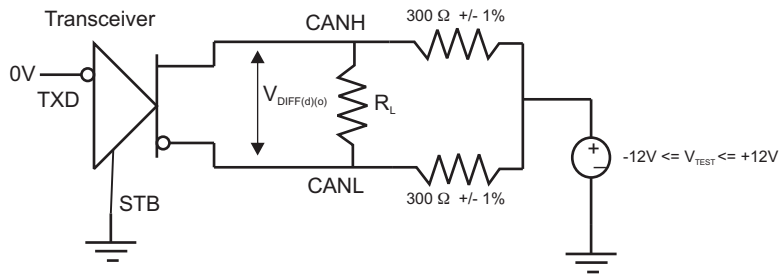 Transceiver
CANH
300 Ω +/- 1%
0V
TXD
VDIFF(d)(o)
RL
+
−
-12V <= VTEST <= +12V
CANL
300 Ω +/- 1%
STB